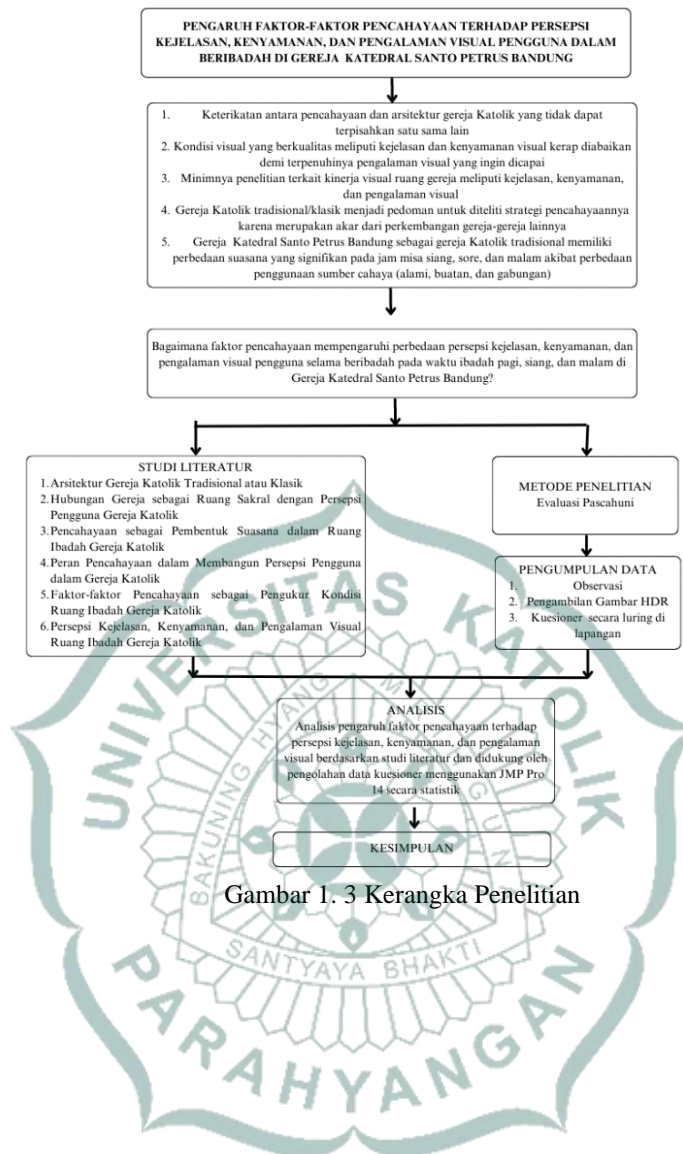 PENGARUH FAKTOR-FAKTOR PENCAHAYAAN TERHADAP PERSEPSI
KEJELASAN, KENYAMANAN, DAN PENGALAMAN VISUAL PENGGUNA DALAM
BERIBADAH DI GEREJA KATEDRAL SANTO PETRUS BANDUNG
1. Keterikatan antara pencahayaan dan arsitektur gereja Katolik yang tidak dapat
terpisahkan satu sama lain
2. Kondisi visual yang berkualitas meliputi kejelasan dan kenyamanan visual kerap diabaikan
demi terpenuhinya pengalaman visual yang ingin dicapai
3. Minimnya penelitian terkait kinerja visual ruang gereja meliputi kejelasan, kenyamanan,
dan pengalaman visual
4. Gereja Katolik tradisional/klasik menjadi pedoman untuk diteliti strategi pencahayaannya
karena merupakan akar dari perkembangan gereja-gereja lainnya
5. Gereja Katedral Santo Petrus Bandung sebagai gereja Katolik tradisional memiliki
perbedaan suasana yang signifikan pada jam misa siang, sore, dan malam akibat perbedaan
penggunaan sumber cahaya (alami, buatan, dan gabungan)
Bagaimana faktor pencahayaan mempengaruhi perbedaan persepsi kejelasan, kenyamanan, dan
pengalaman visual pengguna selama beribadah pada waktu ibadah pagi, siang, dan malam di
Gereja Katedral Santo Petrus Bandung?
STUDI LITERATUR
1. Arsitektur Gereja Katolik Tradisional atau Klasik
2. Hubungan Gereja sebagai Ruang Sakral dengan Persepsi
Pengguna Gereja Katolik
3. Pencahayaan sebagai Pembentuk Suasana dalam Ruang
Ibadah Gereja Katolik
4. Peran Pencahayaan dalam Membangun Persepsi Pengguna
dalam Gereja Katolik
5. Faktor-faktor Pencahayaan sebagai Pengukur Kondisi
Ruang Ibadah Gereja Katolik
6. Persepsi Kejelasan, Kenyamanan, dan Pengalaman Visual
Ruang Ibadah Gereja Katolik
METODE PENELITIAN
Evaluasi Pascahuni
PENGUMPULAN DATA
1. Observasi
2. Pengambilan Gambar HDR
3. Kuesioner secara luring di
lapangan
ANALISIS
Analisis pengaruh faktor pencahayaan terhadap
persepsi kejelasan, kenyamanan, dan pengalaman
visual berdasarkan studi literatur dan didukung oleh
pengolahan data kuesioner menggunakan JMP Pro
14 secara statistik
KESIMPULAN
Gambar 1. 3 Kerangka Penelitian
UNIVERSITAS KATOLIK
PARAHYANGAN
BAKUNING HYANG MRIH GUNA
SANTYAYA BHAKTI